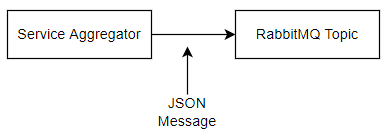 Service Aggregator
RabbitMQ Topic
JSON
Message